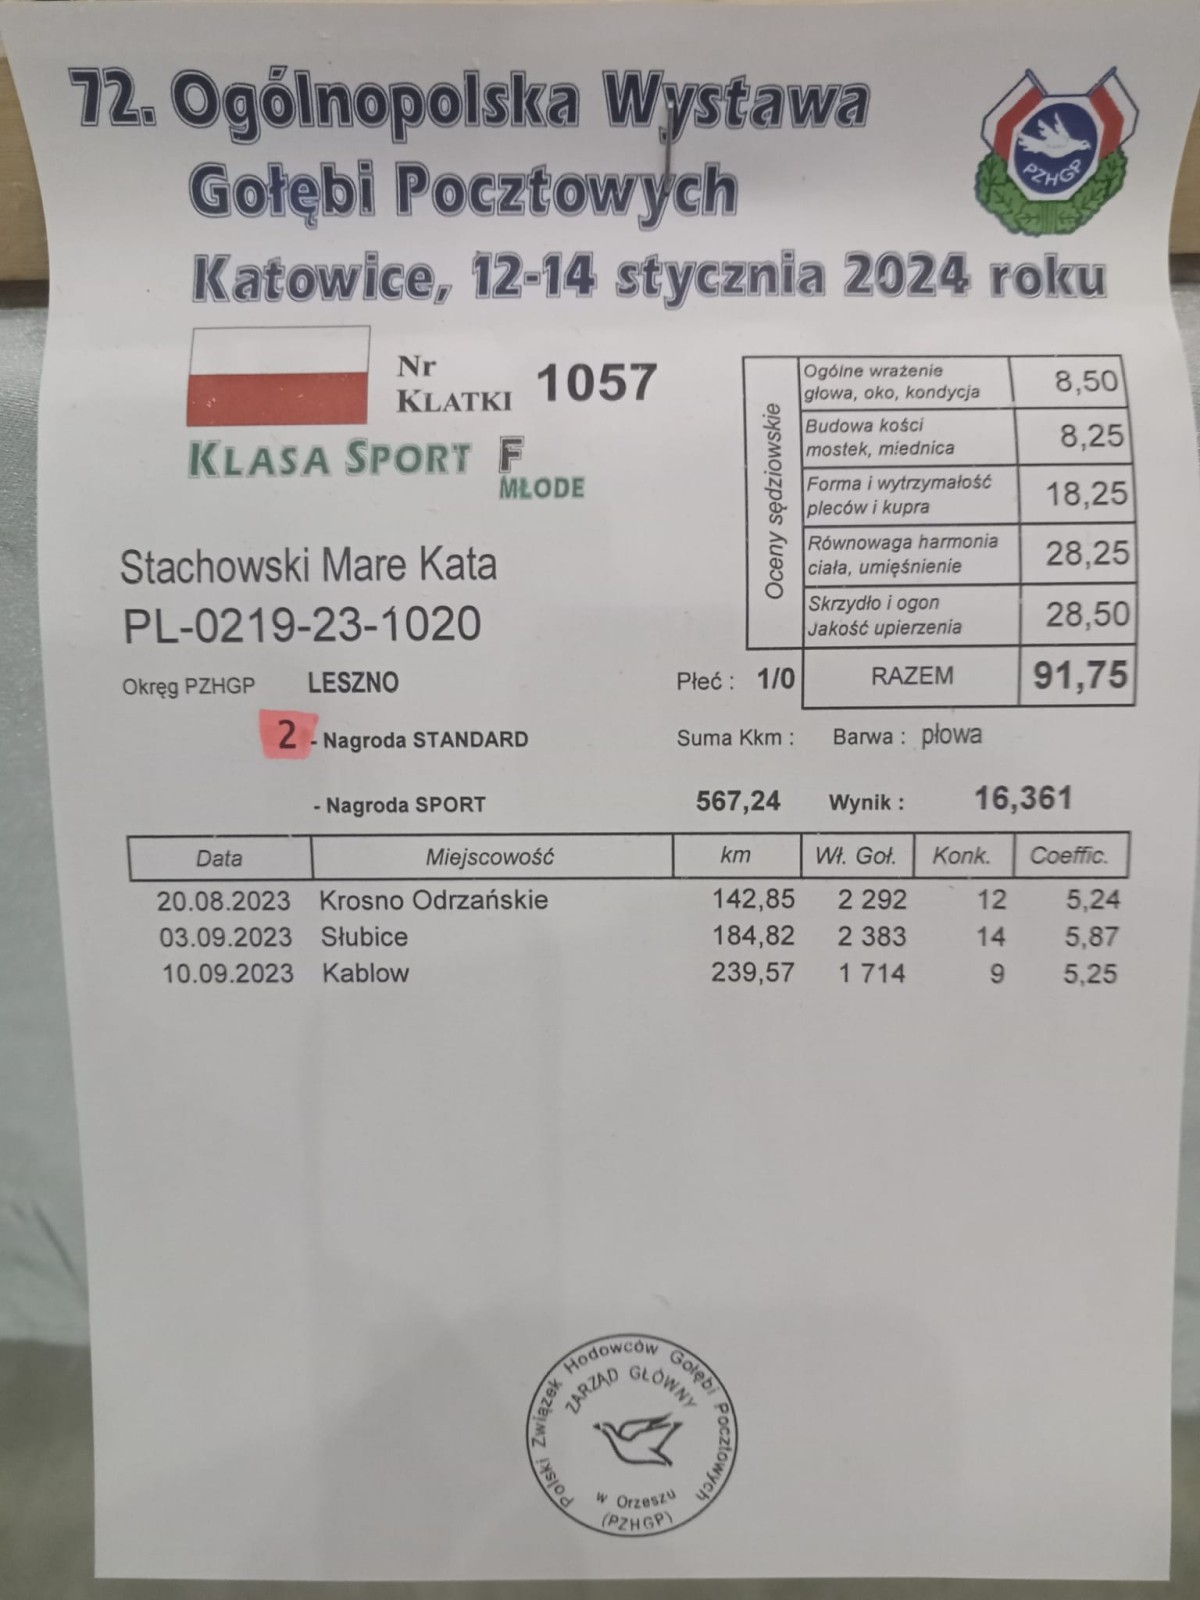 72. Ogólnopolska Wystawa
Gołębi Pocztowych
Katowice, 12-14 stycznia 2024 roku
PZHGP
Nr
KLATKI 1057
KLASA SPORT F
MŁODE
Oceny sędziowskie
Ogólne wrażenie
głowa, oko, kondycja 8,50
Budowa kości
mostek, miednica 8,25
Forma i wytrzymałość
pleców i kupra 18,25
Równowaga harmonia
ciała, umięśnienie 28,25
Skrzydło i ogon
Jakość upierzenia 28,50
RAZEM 91,75
Stachowski Mare Kata
PL-0219-23-1020
Okręg PZHGP LESZNO Płeć : 1/0
2 - Nagroda STANDARD Suma Kkm : Barwa : płowa
- Nagroda SPORT 567,24 Wynik : 16,361
Data Miejscowość km Wł. Goł. Konk. Coeffic.
20.08.2023 Krosno Odrzańskie 142,85 2 292 12 5,24
03.09.2023 Słubice 184,82 2 383 14 5,87
10.09.2023 Kablow 239,57 1 714 9 5,25
Polski Związek Hodowców Gołębi Pocztowych
ZARZĄD GŁÓWNY
w Orzeszu
(PZHGP)